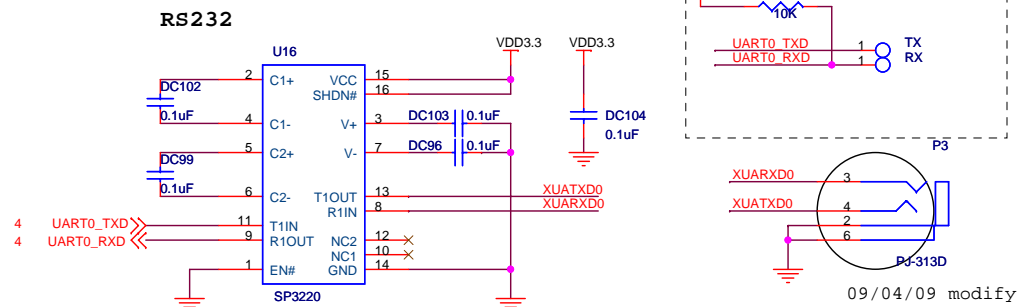 RS232
U16
VDD3.3
VDD3.3
10K
UART0_TXD
UART0_RXD
1
1
TX
RX
DC102
0.1uF
2
C1+
VCC
15
SHDN#
16
4
C1-
V+
3
DC103
0.1uF
DC104
0.1uF
5
C2+
V-
7
DC96
0.1uF
DC99
0.1uF
6
C2-
T1OUT
13
XUATXD0
R1IN
8
XUARXD0
4
UART0_TXD
11
T1IN
4
UART0_RXD
9
R1OUT
NC2
12
NC1
10
1
EN#
GND
14
SP3220
P3
XUARXD0
3
XUATXD0
4
2
6
PJ-313D
09/04/09 modify